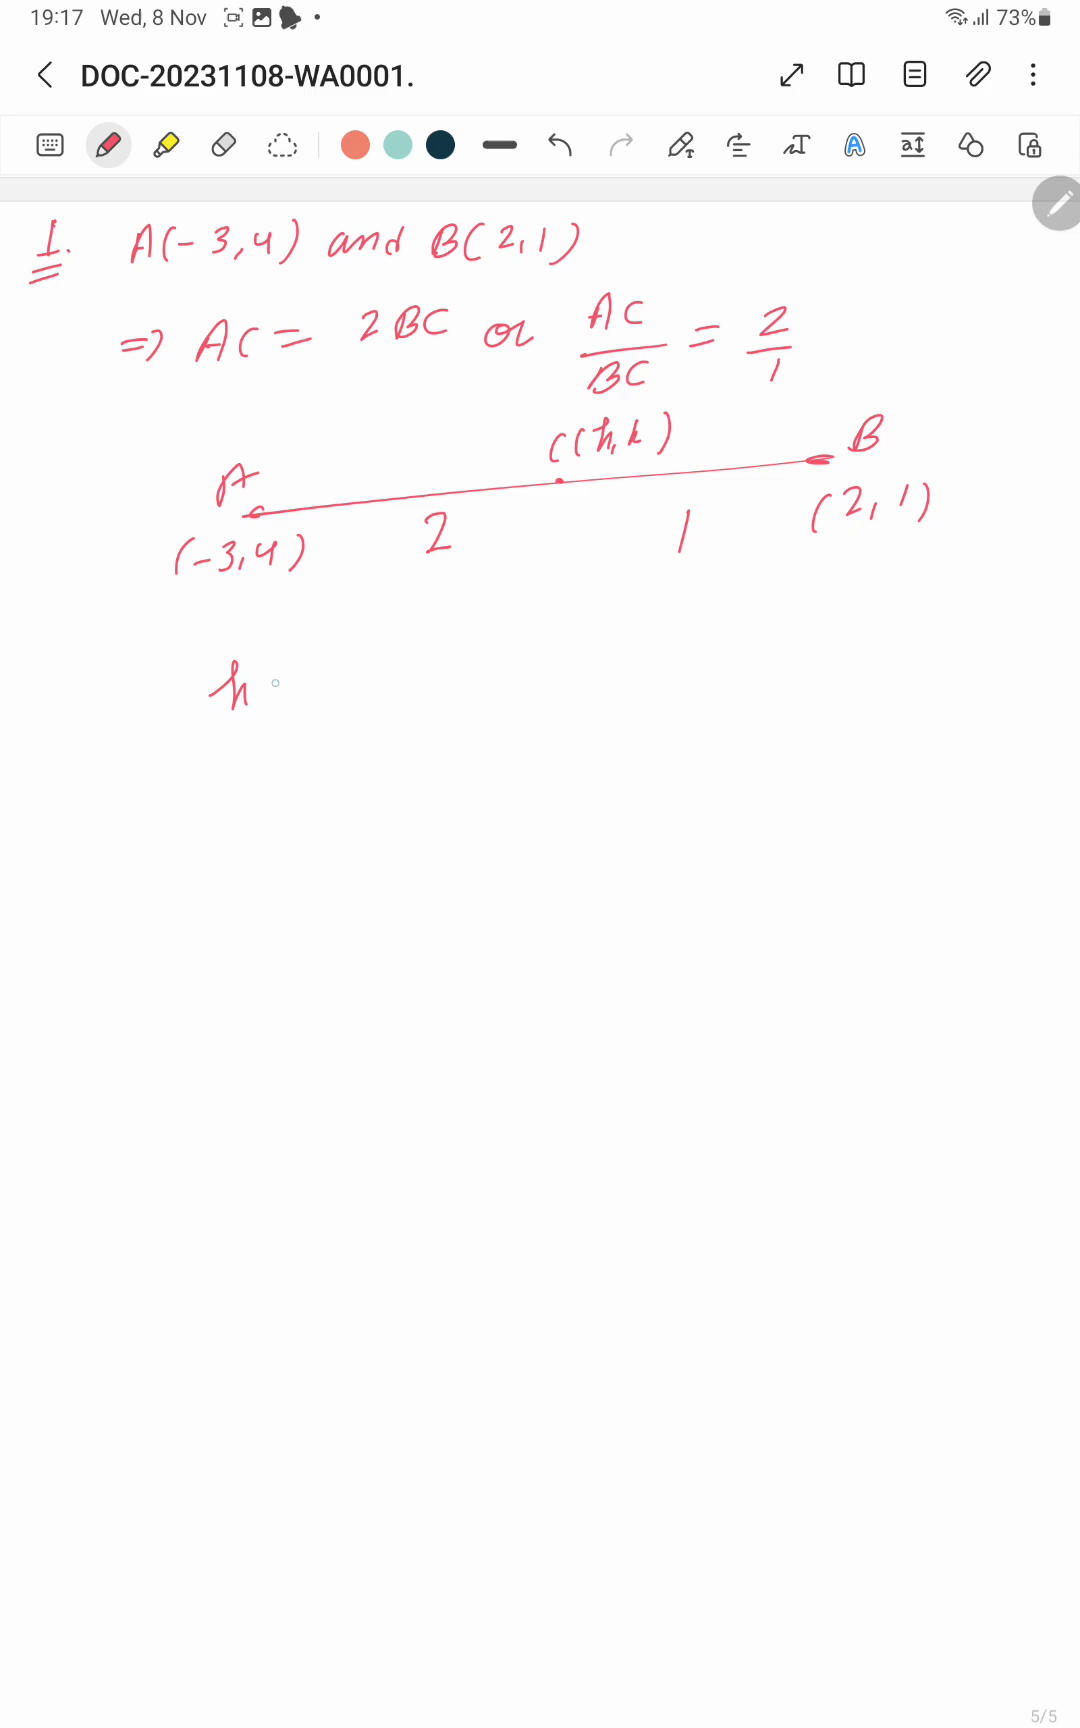 19:17 Wed, 8 Nov 73%
DOC-20231108-WA0001.
I. A(-3,4) and B(2,1)
=> AC = 2BC or AC/BC = 2/1
C(h,k) B
A
(-3,4) 2 1 (2,1)
h
5/5